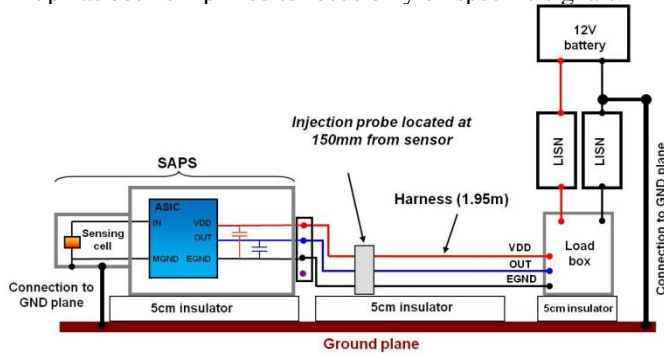 12V
battery
Injection probe located at
150mm from sensor
LISN
LISN
SAPS
Harness (1.95m)
ASIC
IN
VDD
OUT
Sensing
cell
MGND
EGND
VDD
OUT
EGND
Load
box
Connection to
GND plane
Connection to GND plane
5cm insulator
5cm insulator
5cm insulator
Ground plane